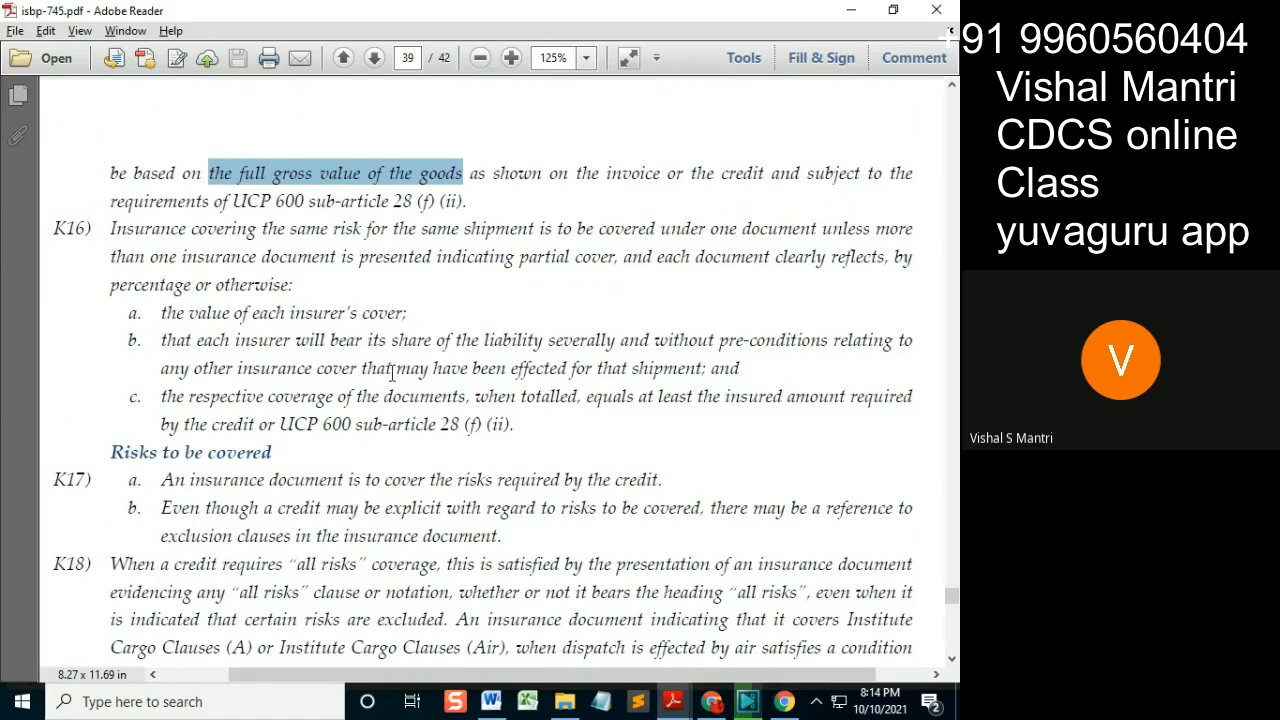 isbp-745.pdf - Adobe Reader
File Edit View Window Help
Open 39 / 42 125% Tools Fill & Sign Comment
be based on the full gross value of the goods as shown on the invoice or the credit and subject to the
requirements of UCP 600 sub-article 28 (f) (ii).
K16) Insurance covering the same risk for the same shipment is to be covered under one document unless more
than one insurance document is presented indicating partial cover, and each document clearly reflects, by
percentage or otherwise:
a. the value of each insurer's cover;
b. that each insurer will bear its share of the liability severally and without pre-conditions relating to
any other insurance cover that may have been effected for that shipment; and
c. the respective coverage of the documents, when totalled, equals at least the insured amount required
by the credit or UCP 600 sub-article 28 (f) (ii).
Risks to be covered
K17) a. An insurance document is to cover the risks required by the credit.
b. Even though a credit may be explicit with regard to risks to be covered, there may be a reference to
exclusion clauses in the insurance document.
K18) When a credit requires "all risks" coverage, this is satisfied by the presentation of an insurance document
evidencing any "all risks" clause or notation, whether or not it bears the heading "all risks", even when it
is indicated that certain risks are excluded. An insurance document indicating that it covers Institute
Cargo Clauses (A) or Institute Cargo Clauses (Air), when dispatch is effected by air satisfies a condition
8.27 x 11.69 in
Type here to search
8:14 PM
10/10/2021
2
+91 9960560404
Vishal Mantri
CDCS online
Class
yuvaguru app
V
Vishal S Mantri